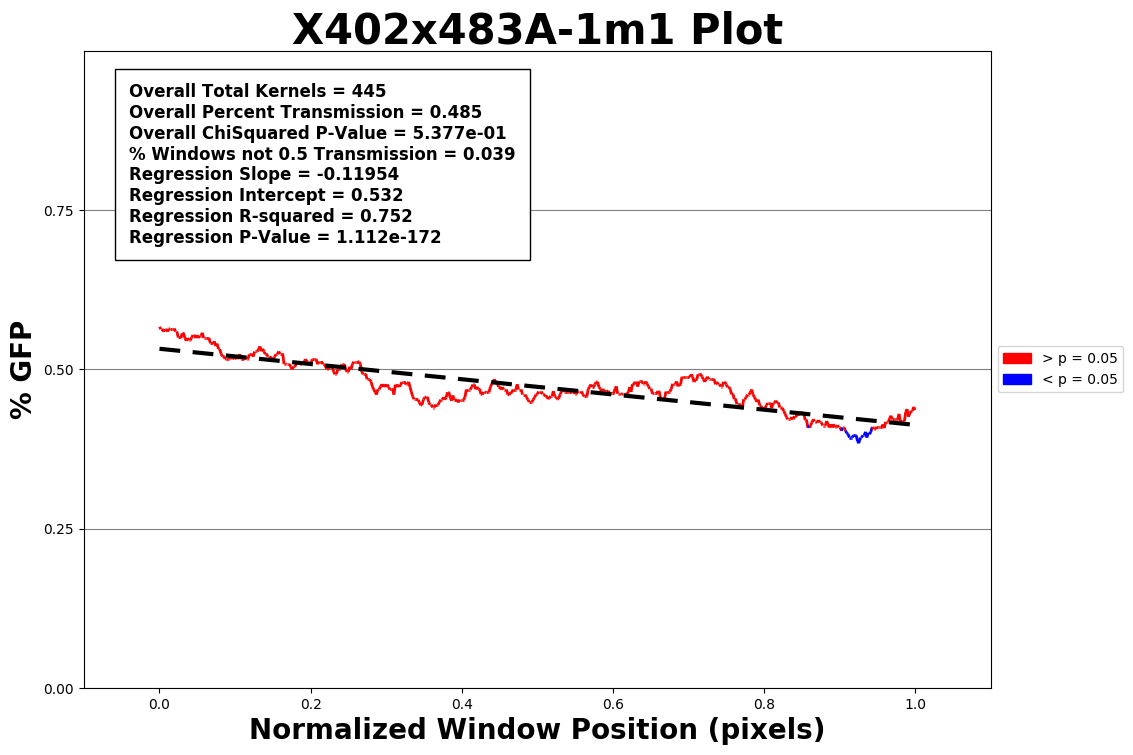 X402x483A-1m1 Plot
Overall Total Kernels = 445
Overall Percent Transmission = 0.485
Overall ChiSquared P-Value = 5.377e-01
% Windows not 0.5 Transmission = 0.039
Regression Slope = -0.11954
Regression Intercept = 0.532
Regression R-squared = 0.752
Regression P-Value = 1.112e-172
% GFP
0.75
0.50
0.25
0.00
> p = 0.05
< p = 0.05
0.0 0.2 0.4 0.6 0.8 1.0
Normalized Window Position (pixels)